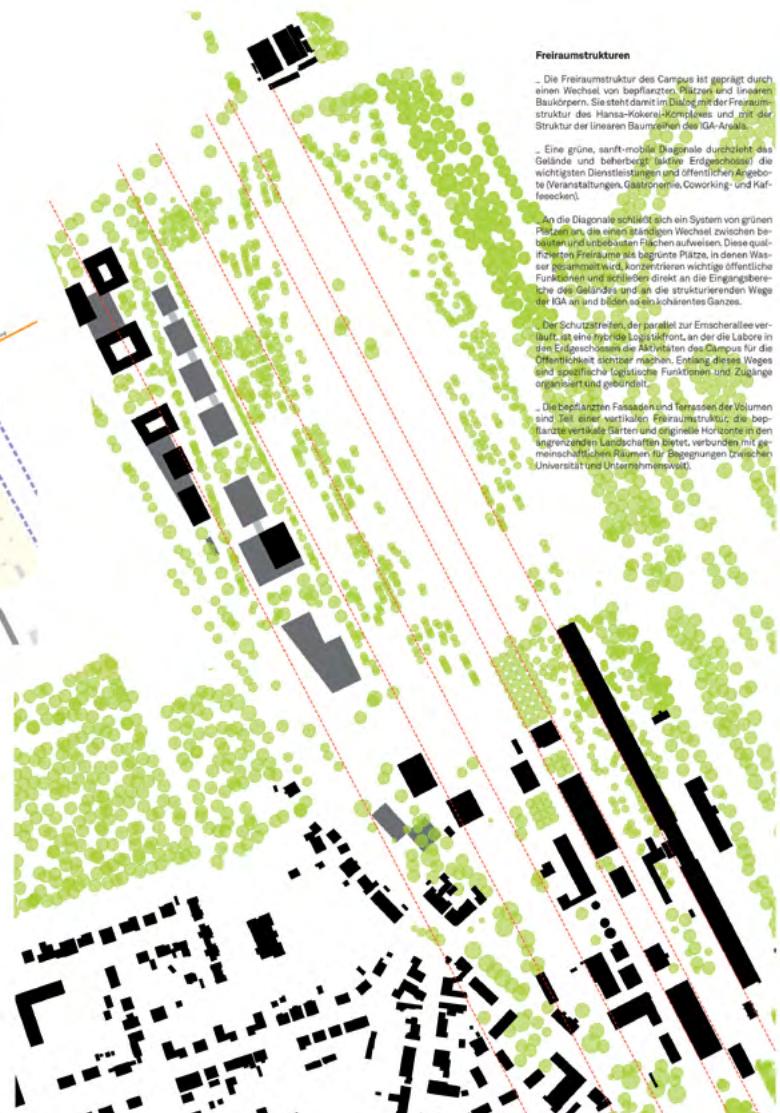 Freiraumstrukturen
_ Die Freiraumstruktur des Campus ist geprägt durch
einen Wechsel von bepflanzten Plätzen und linearen
Baukörpern. Sie steht damit im Dialog mit der Freiraum-
struktur des Hansa-Kokerei-Komplexes und mit der
Struktur der linearen Baumreihen des IGA-Areals.
_ Eine grüne, sanft-mobile Diagonale durchzieht das
Gelände und beherbergt (aktive Erdgeschosse) die
wichtigsten Dienstleistungen und öffentlichen Angebo-
te (Veranstaltungen, Gastronomie, Coworking- und Kaf-
feeecken).
_ An die Diagonale schließt sich ein System von grünen
Plätzen an, die einen ständigen Wechsel zwischen be-
bauten und unbebauten Flächen aufweisen. Diese qual-
ifizierten Freiräume als begrünte Plätze, in denen Was-
ser gesammelt wird, konzentrieren wichtige öffentliche
Funktionen und schließen direkt an die Eingangsbere-
iche des Geländes und an die strukturierenden Wege
der IGA an und bilden so ein kohärentes Ganzes.
_ Der Schutzstreifen, der parallel zur Emscherallee ver-
läuft, ist eine hybride Logistikfront, an der die Labore in
den Erdgeschossen die Aktivitäten des Campus für die
Öffentlichkeit sichtbar machen. Entlang dieses Weges
sind spezifische logistische Funktionen und Zugänge
organisiert und gebündelt.
_ Die bepflanzten Fassaden und Terrassen der Volumen
sind Teil einer vertikalen Freiraumstruktur, die bep-
flanzte vertikale Gärten und originelle Horizonte in den
angrenzenden Landschaften bietet, verbunden mit ge-
meinschaftlichen Räumen für Begegnungen (zwischen
Universität und Unternehmenswelt).